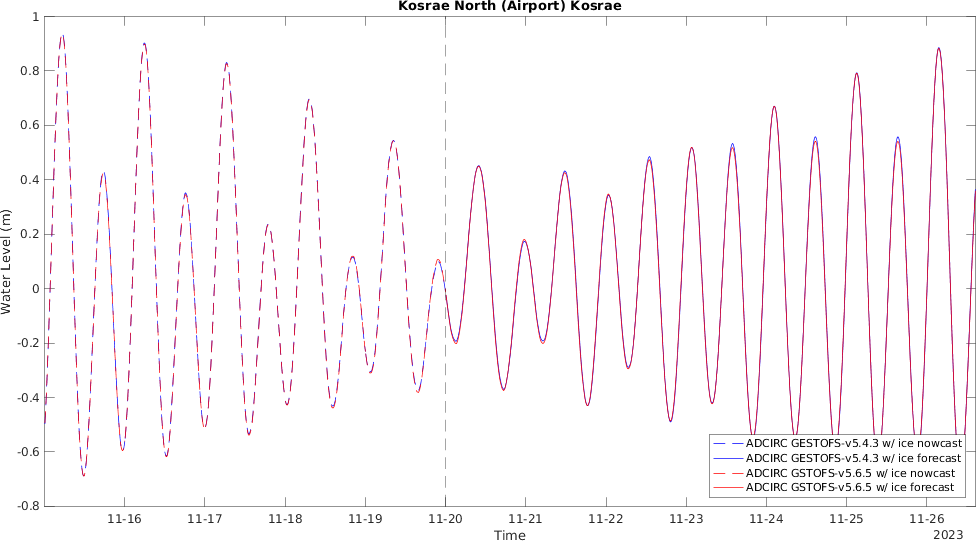 Kosrae North (Airport) Kosrae
1
0.8
0.6
0.4
0.2
0
-0.2
-0.4
-0.6
-0.8
Water Level (m)
ADCIRC GESTOFS-v5.4.3 w/ ice nowcast
ADCIRC GESTOFS-v5.4.3 w/ ice forecast
ADCIRC GSTOFS-v5.6.5 w/ ice nowcast
ADCIRC GSTOFS-v5.6.5 w/ ice forecast
11-16 11-17 11-18 11-19 11-20 11-21 11-22 11-23 11-24 11-25 11-26
Time
2023